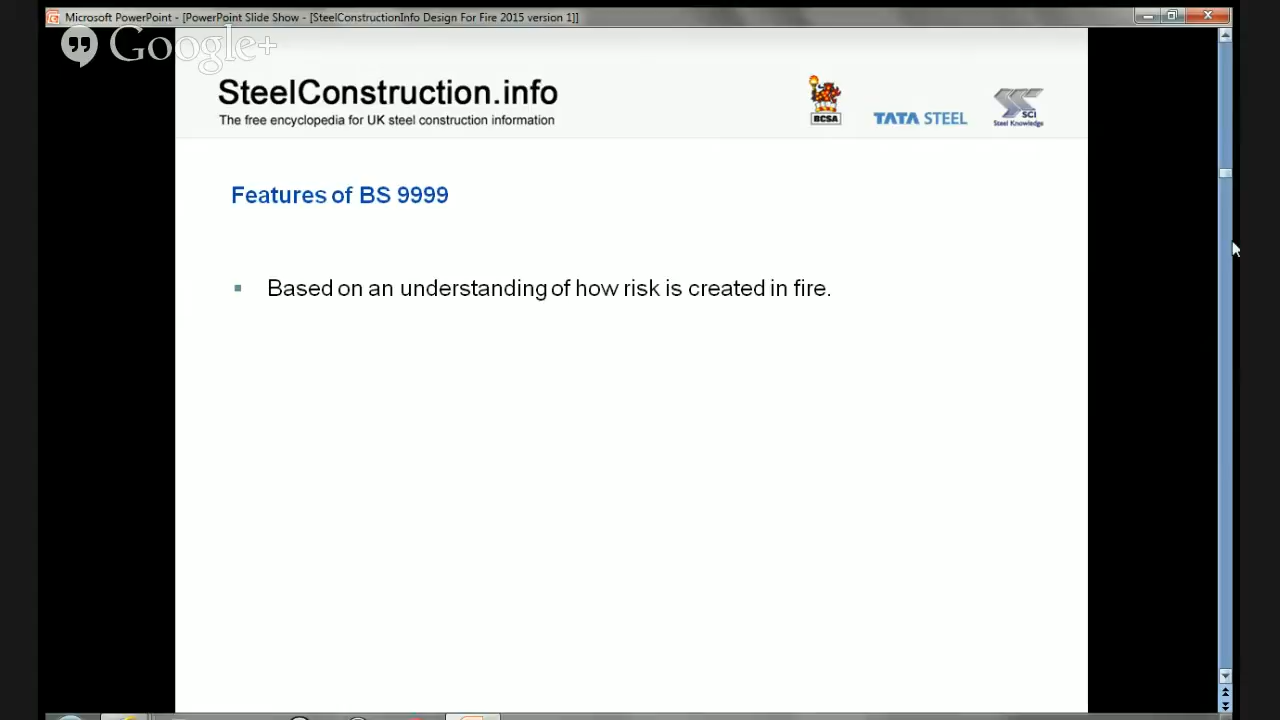 Microsoft PowerPoint - [PowerPoint Slide Show - [SteelConstructionInfo Design For Fire 2015 version 1]]
Google+
SteelConstruction.info
The free encyclopedia for UK steel construction information
BCSA
TATA STEEL
SCI
Steel Knowledge
Features of BS 9999
Based on an understanding of how risk is created in fire.